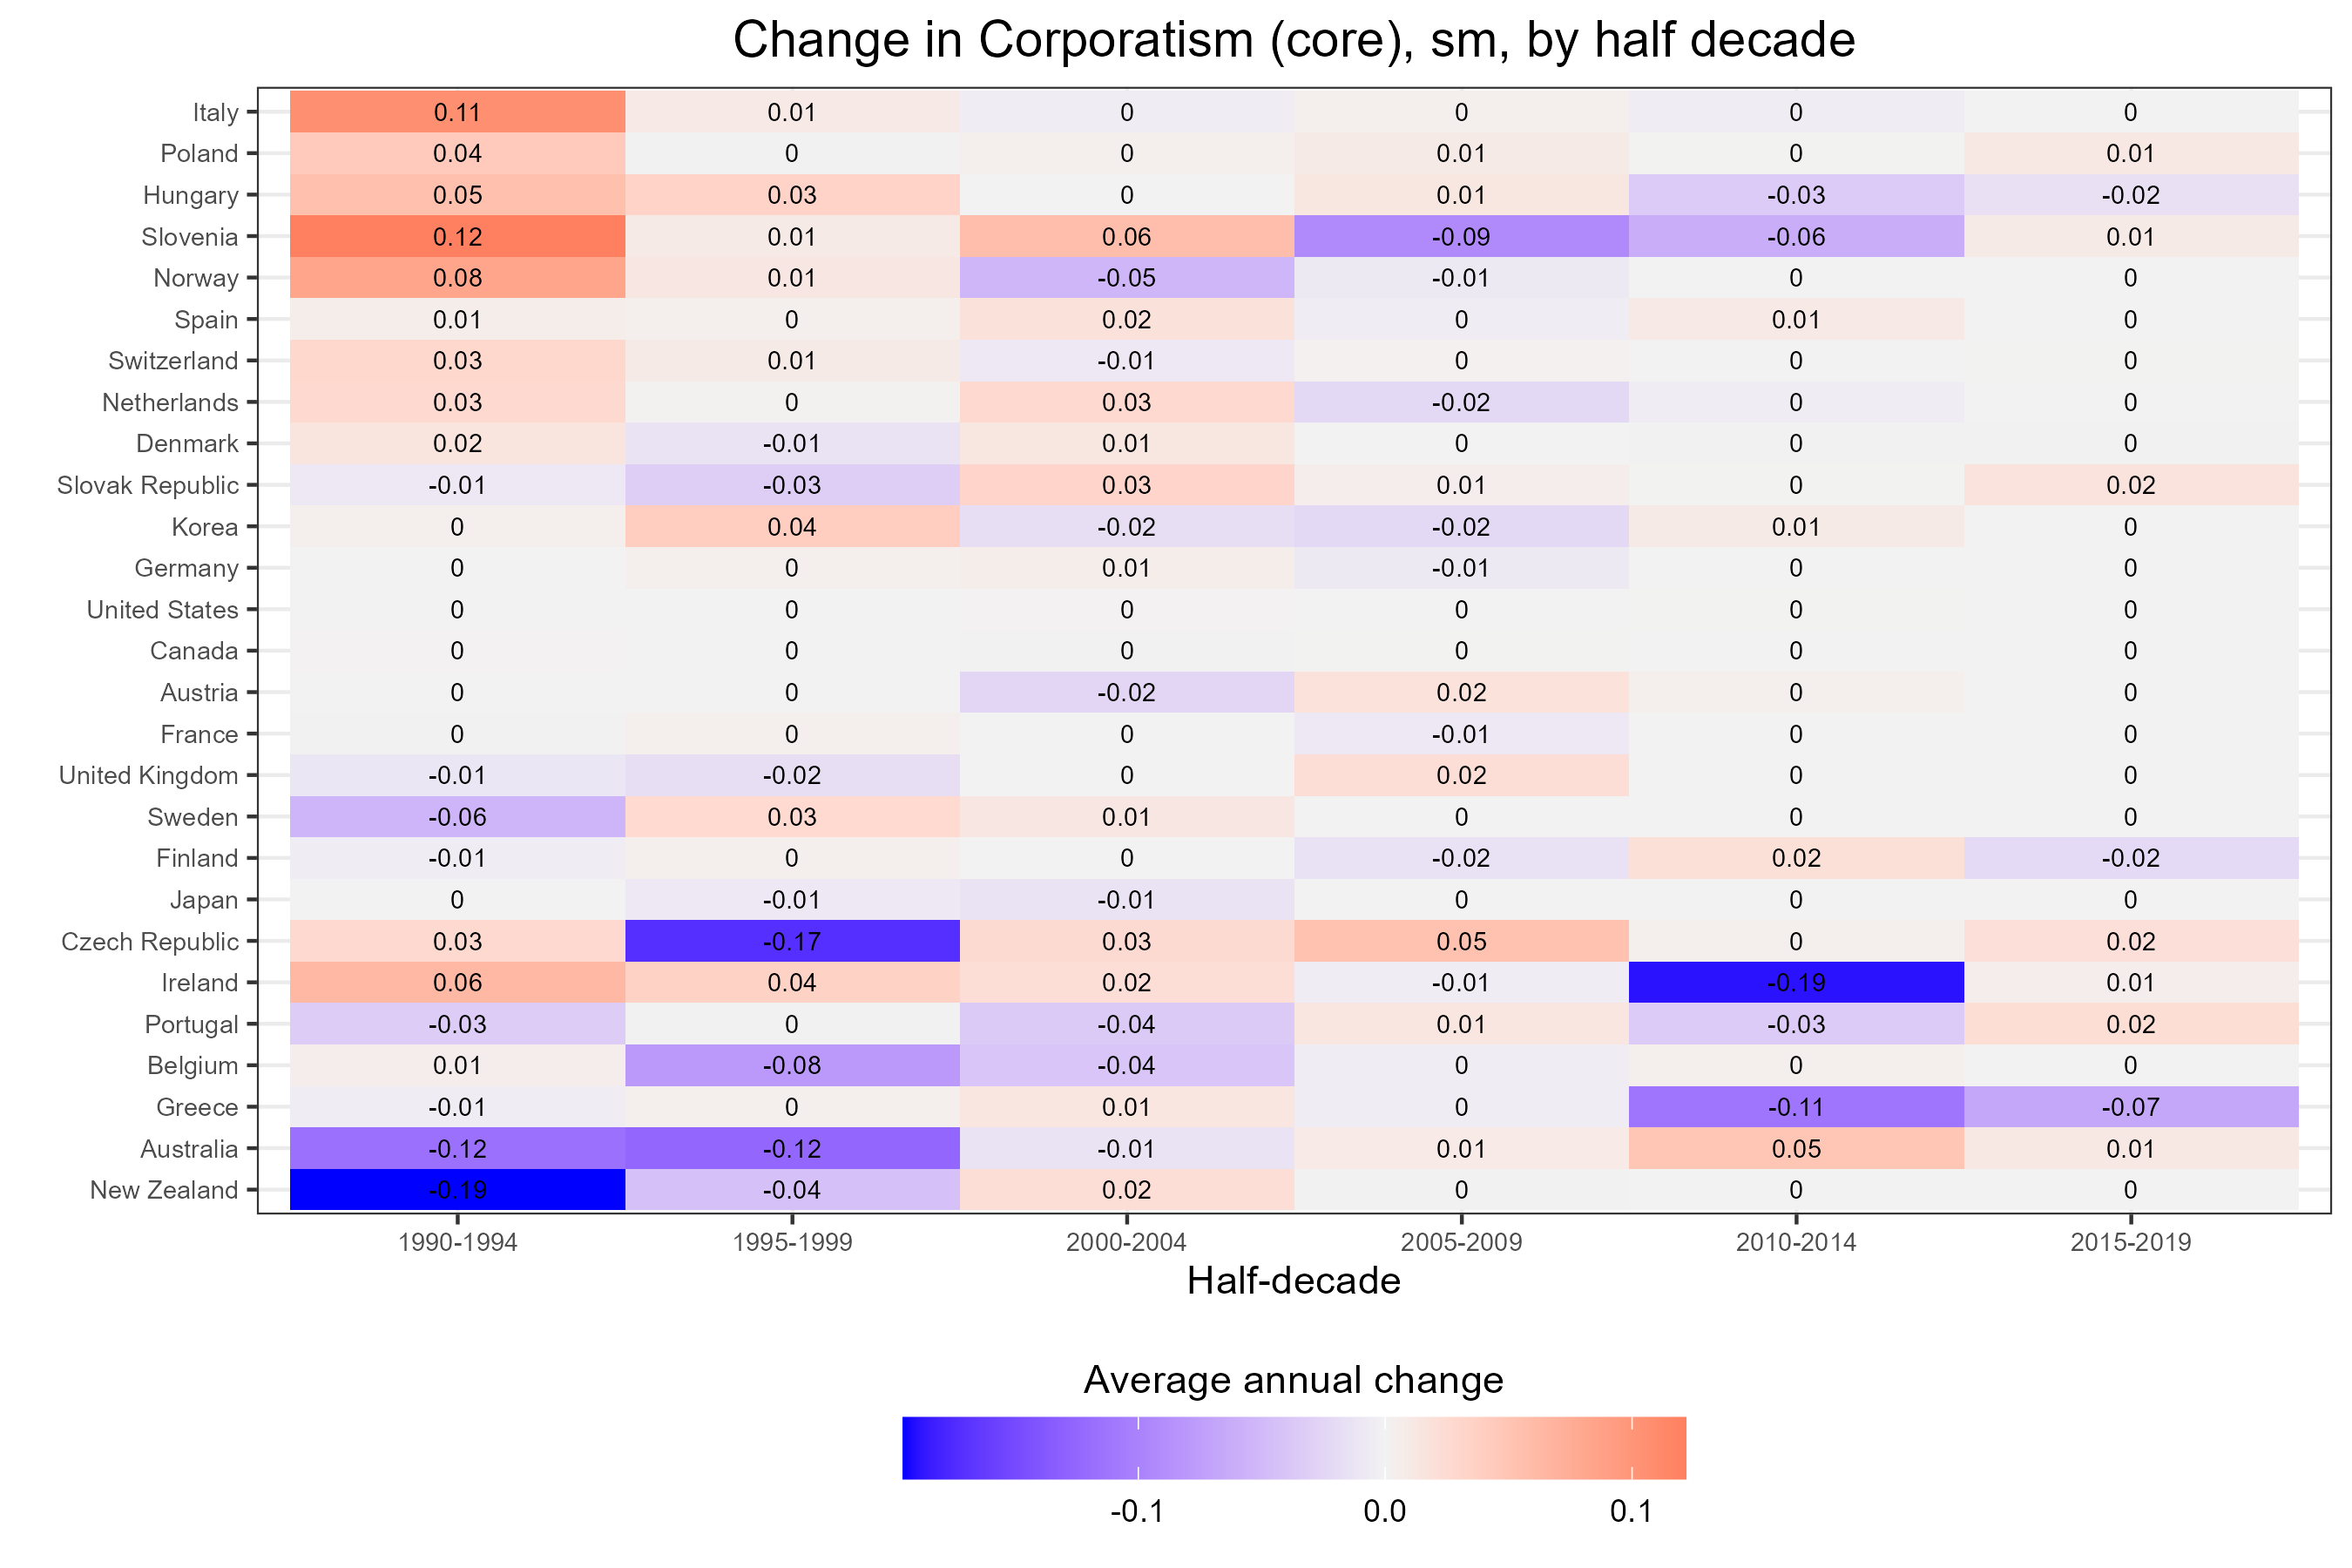 Change in Corporatism (core), sm, by half decade
Italy 0.11 0.01 0 0 0 0
Poland 0.04 0 0 0.01 0 0.01
Hungary 0.05 0.03 0 0.01 -0.03 -0.02
Slovenia 0.12 0.01 0.06 -0.09 -0.06 0.01
Norway 0.08 0.01 -0.05 -0.01 0 0
Spain 0.01 0 0.02 0 0.01 0
Switzerland 0.03 0.01 -0.01 0 0 0
Netherlands 0.03 0 0.03 -0.02 0 0
Denmark 0.02 -0.01 0.01 0 0 0
Slovak Republic -0.01 -0.03 0.03 0.01 0 0.02
Korea 0 0.04 -0.02 -0.02 0.01 0
Germany 0 0 0.01 -0.01 0 0
United States 0 0 0 0 0 0
Canada 0 0 0 0 0 0
Austria 0 0 -0.02 0.02 0 0
France 0 0 0 -0.01 0 0
United Kingdom -0.01 -0.02 0 0.02 0 0
Sweden -0.06 0.03 0.01 0 0 0
Finland -0.01 0 0 -0.02 0.02 -0.02
Japan 0 -0.01 -0.01 0 0 0
Czech Republic 0.03 -0.17 0.03 0.05 0 0.02
Ireland 0.06 0.04 0.02 -0.01 -0.19 0.01
Portugal -0.03 0 -0.04 0.01 -0.03 0.02
Belgium 0.01 -0.08 -0.04 0 0 0
Greece -0.01 0 0.01 0 -0.11 -0.07
Australia -0.12 -0.12 -0.01 0.01 0.05 0.01
New Zealand -0.19 -0.04 0.02 0 0 0
1990-1994 1995-1999 2000-2004 2005-2009 2010-2014 2015-2019
Half-decade
Average annual change
-0.1 0.0 0.1